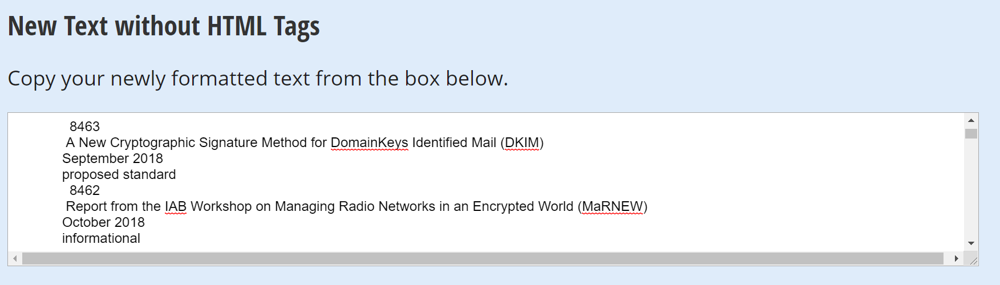 New Text without HTML Tags
Copy your newly formatted text from the box below.
8463
A New Cryptographic Signature Method for DomainKeys Identified Mail (DKIM)
September 2018
proposed standard
8462
Report from the IAB Workshop on Managing Radio Networks in an Encrypted World (MaRNEW)
October 2018
informational